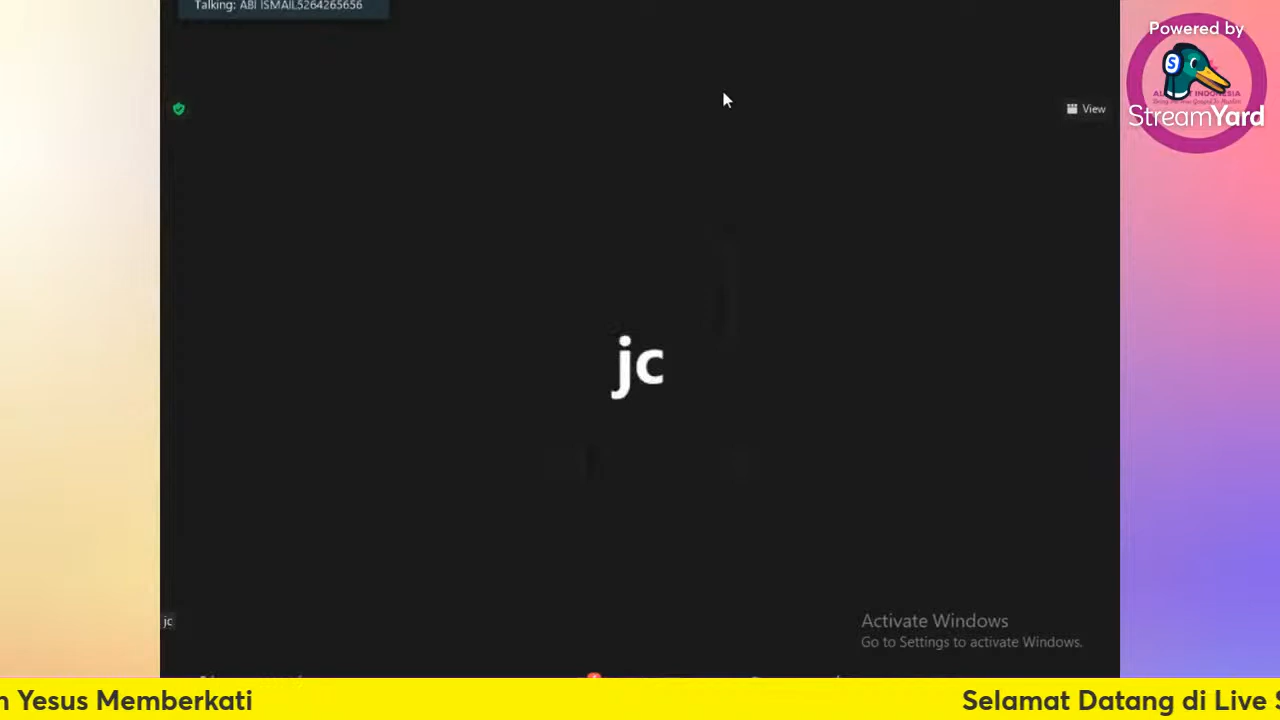 Talking: ABI ISMAIL5264265656
Powered by
StreamYard
View
jc
jc
Activate Windows
Go to Settings to activate Windows.
Yesus Memberkati
Selamat Datang di Live